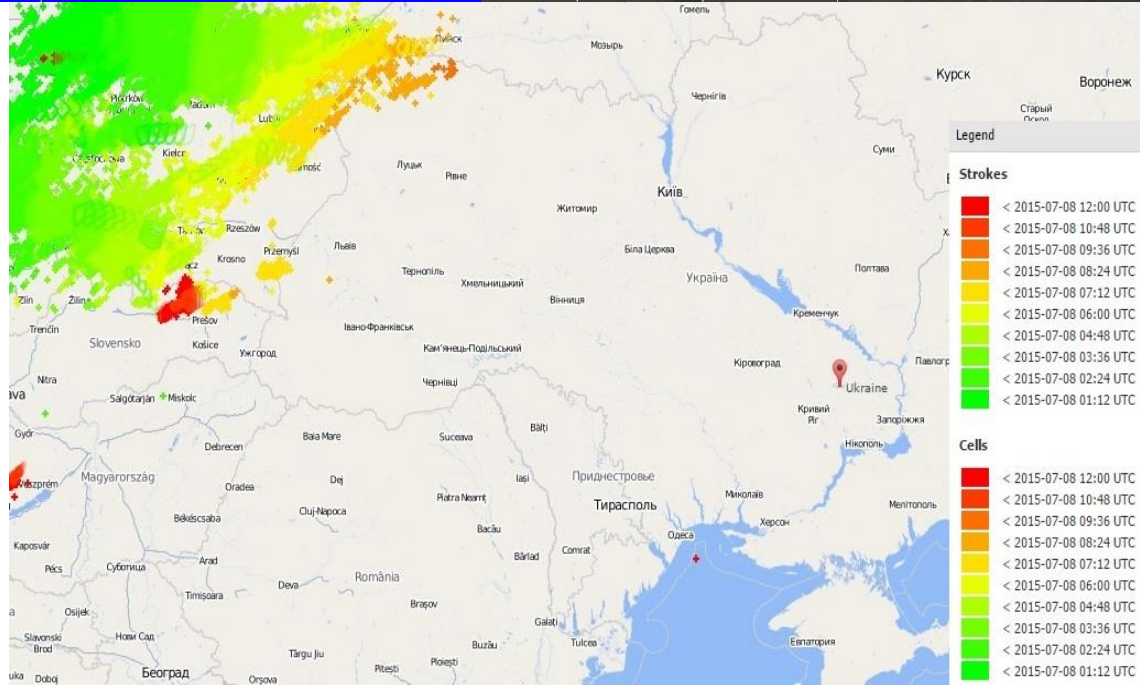 Гомель
Пинск
Мозырь
Курск
Воронеж
Чернігів
Старый
Оскол
Piotrków
Radom
Lubl
Суми
Kielce
Częstochowa
mość
Луцьк
Рівне
Київ
Житомир
Rzeszów
Біла Церква
Przemyśl
Львів
Krosno
Україна
Полтава
Тернопіль
Хмельницький
Вінниця
Zlín
Žilina
Кременчук
Trenčín
Prešov
Івано-Франківськ
Slovensko
Košice
Ужгород
Кам'янець-Подільський
Кіровоград
Павлогр
Nitra
Чернівці
Ukraine
ava
Salgótarján
Miskolc
Кривий
Ріг
Запоріжжя
Győr
Debrecen
Baia Mare
Suceava
Bălți
Нікополь
Magyarország
Veszprém
Oradea
Dej
Iași
Приднестровье
Piatra Neamț
Тирасполь
Миколаїв
Мелітополь
Békéscsaba
Cluj-Napoca
Херсон
Bacău
Одеса
Kaposvár
Arad
Bârlad
Comrat
Pécs
Суботица
Deva
România
Timișoara
Brașov
Osijek
Galați
Slavonski
Brod
Нови Сад
Tulcea
Евпатория
Târgu Jiu
Buzău
Ploiești
Београд
Pitești
uka
Doboj
Orșova
Legend
Strokes
< 2015-07-08 12:00 UTC
< 2015-07-08 10:48 UTC
< 2015-07-08 09:36 UTC
< 2015-07-08 08:24 UTC
< 2015-07-08 07:12 UTC
< 2015-07-08 06:00 UTC
< 2015-07-08 04:48 UTC
< 2015-07-08 03:36 UTC
< 2015-07-08 02:24 UTC
< 2015-07-08 01:12 UTC
Cells
< 2015-07-08 12:00 UTC
< 2015-07-08 10:48 UTC
< 2015-07-08 09:36 UTC
< 2015-07-08 08:24 UTC
< 2015-07-08 07:12 UTC
< 2015-07-08 06:00 UTC
< 2015-07-08 04:48 UTC
< 2015-07-08 03:36 UTC
< 2015-07-08 02:24 UTC
< 2015-07-08 01:12 UTC